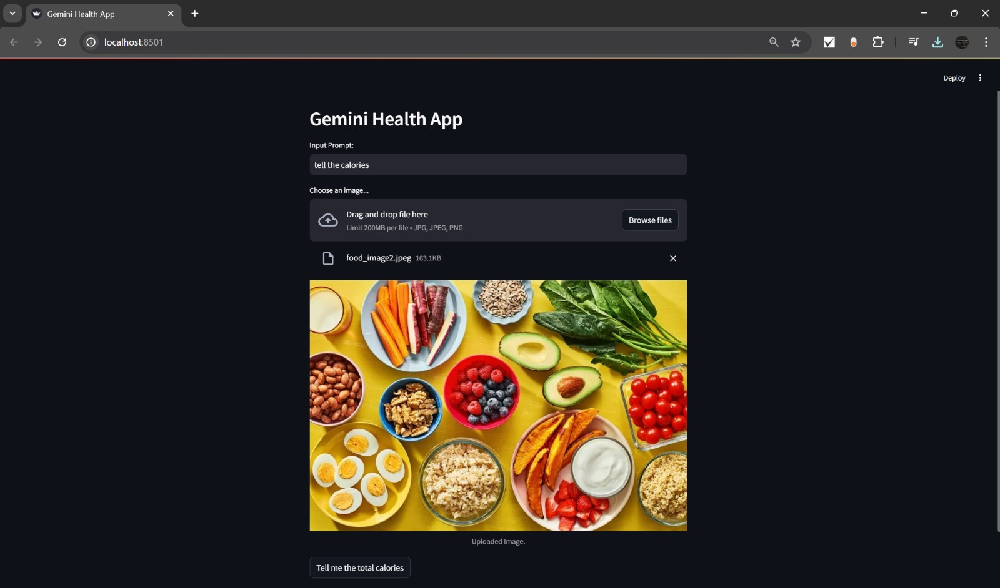 Gemini Health App
localhost:8501
Deploy
Gemini Health App
Input Prompt:
tell the calories
Choose an image...
Drag and drop file here
Limit 200MB per file • JPG, JPEG, PNG
Browse files
food_image2.jpeg 163.1KB
Uploaded Image.
Tell me the total calories